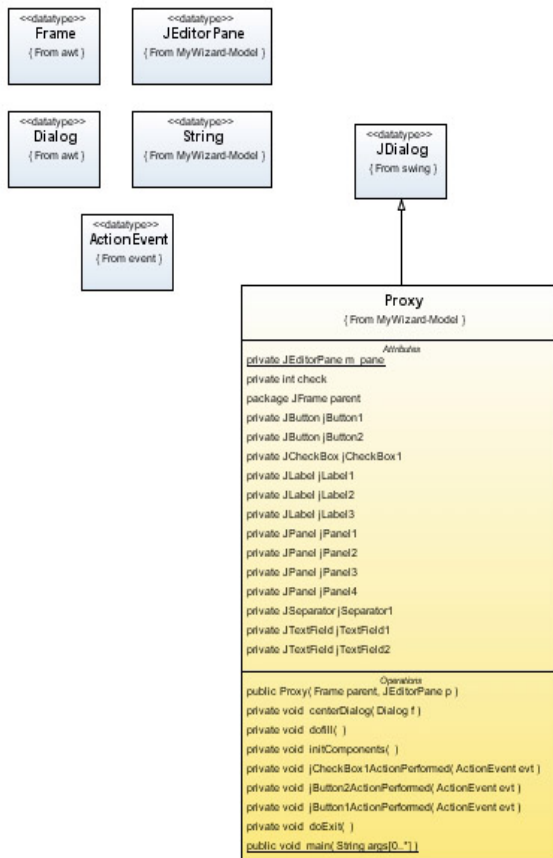 <<datatype>>
Frame
{ From awt }
<<datatype>>
JEditorPane
{ From MyWizard-Model }
<<datatype>>
Dialog
{ From awt }
<<datatype>>
String
{ From MyWizard-Model }
<<datatype>>
JDialog
{ From swing }
<<datatype>>
ActionEvent
{ From event }
Proxy
{ From MyWizard-Model }
Attributes
private JEditorPane m_pane
private int check
package JFrame parent
private JButton jButton1
private JButton jButton2
private JCheckBox jCheckBox1
private JLabel jLabel1
private JLabel jLabel2
private JLabel jLabel3
private JPanel jPanel1
private JPanel jPanel2
private JPanel jPanel3
private JPanel jPanel4
private JSeparator jSeparator1
private JTextField jTextField1
private JTextField jTextField2
Operations
public Proxy( Frame parent, JEditorPane p )
private void centerDialog( Dialog f )
private void dofill( )
private void initComponents( )
private void jCheckBox1ActionPerformed( ActionEvent evt )
private void jButton2ActionPerformed( ActionEvent evt )
private void jButton1ActionPerformed( ActionEvent evt )
private void doExit( )
public void main( String args[0..*] )